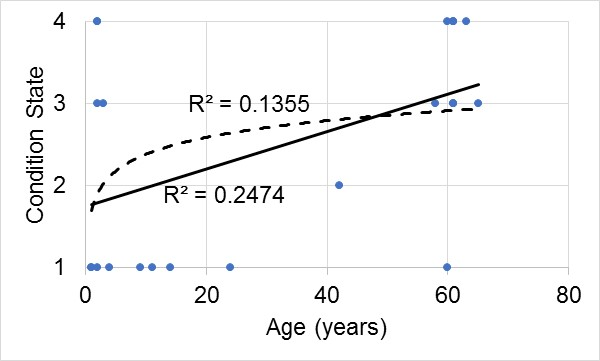 4
3
2
1
Condition State
R² = 0.1355
R² = 0.2474
0 20 40 60 80
Age (years)